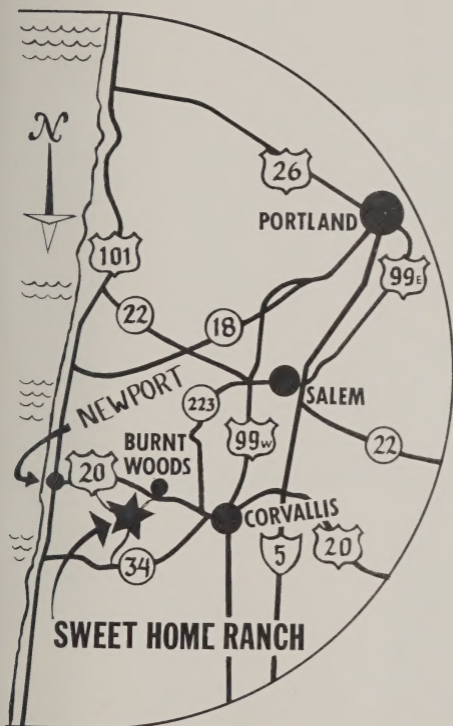 N
26
PORTLAND
101
99E
22
18
NEWPORT
223
SALEM
99W
22
20
BURNT
WOODS
CORVALLIS
5
20
34
SWEET HOME RANCH